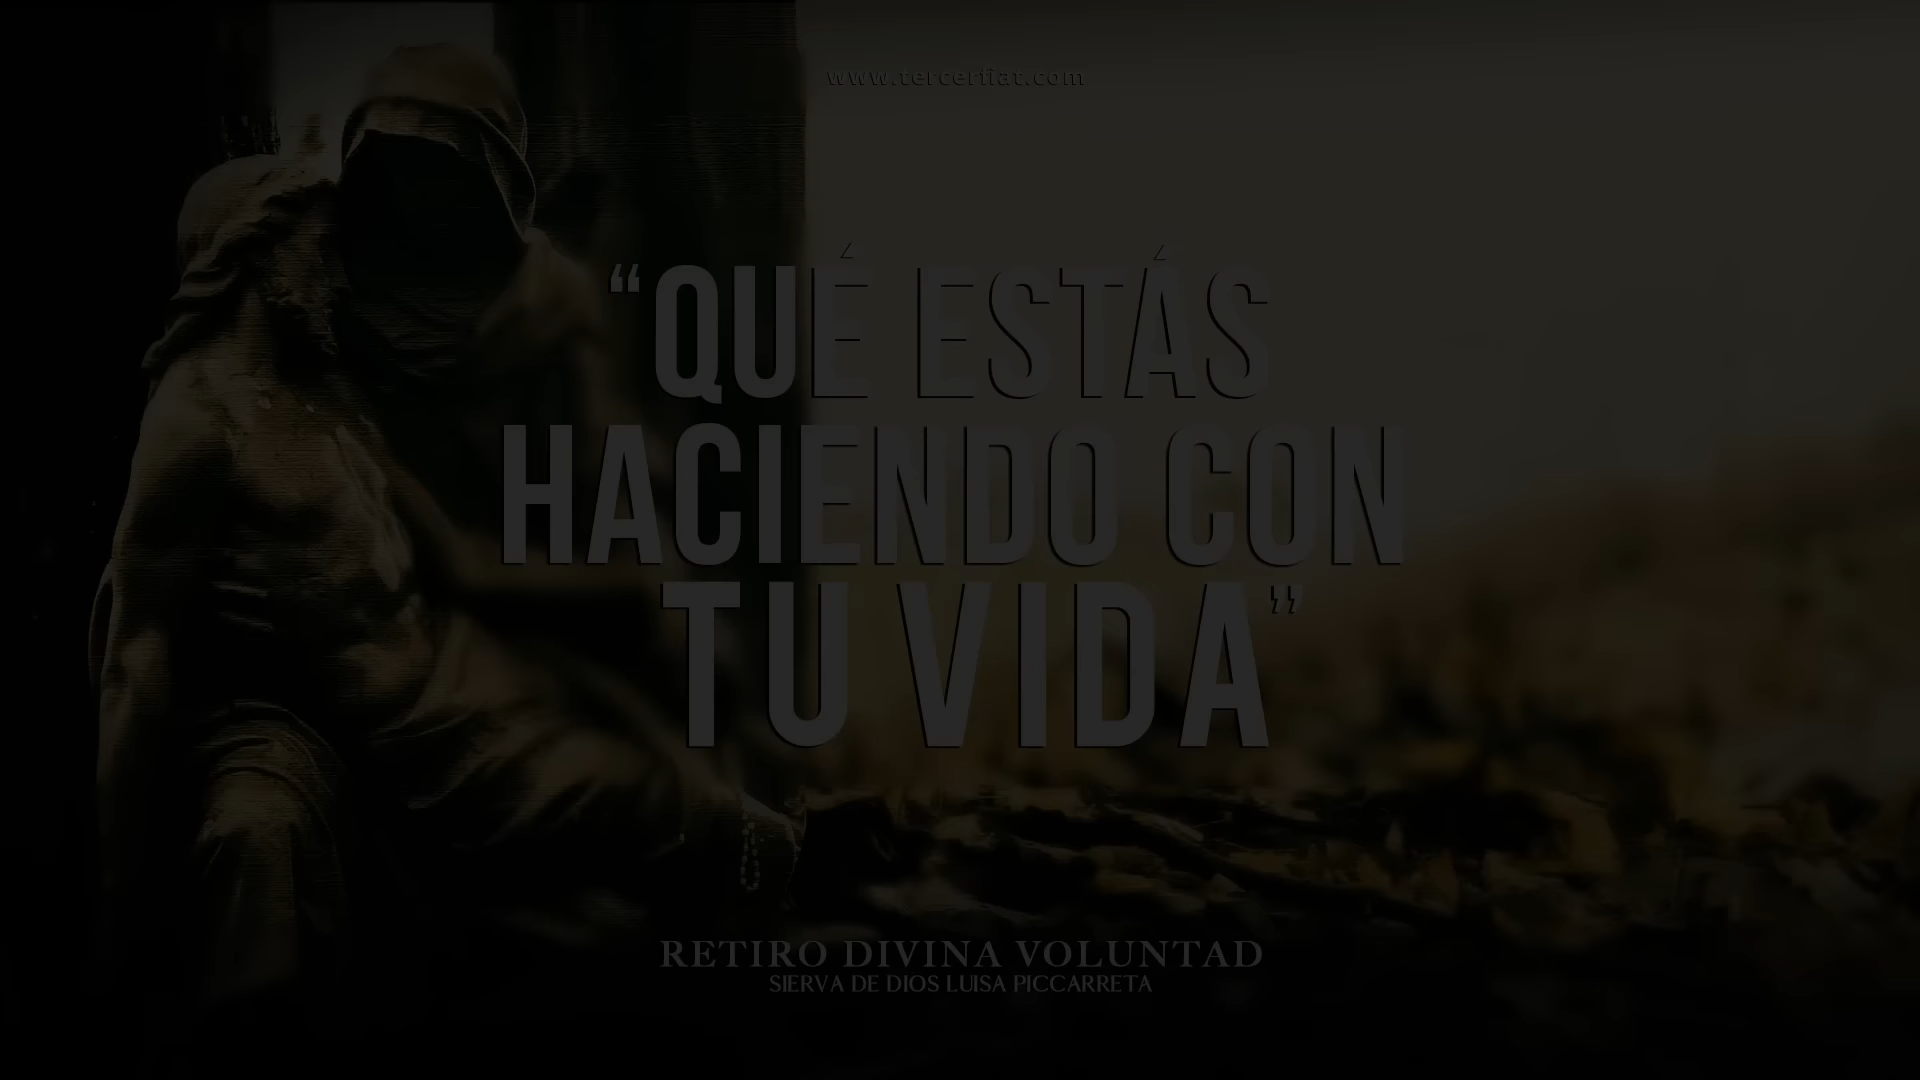 www.tercerfiat.com
“QUÉ ESTÁS
HACIENDO CON
TU VIDA”
RETIRO DIVINA VOLUNTAD
SIERVA DE DIOS LUISA PICCARRETA